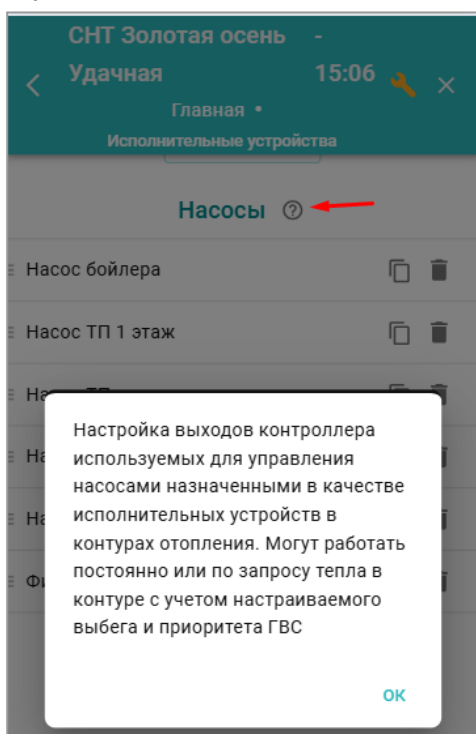 СНТ Золотая осень -
Удачная 15:06
Главная •
Исполнительные устройства
Насосы
Насос бойлера
Насос ТП 1 этаж
Настройка выходов контроллера
используемых для управления
насосами назначенными в качестве
исполнительных устройств в
контурах отопления. Могут работать
постоянно или по запросу тепла в
контуре с учетом настраиваемого
выбега и приоритета ГВС
ОК